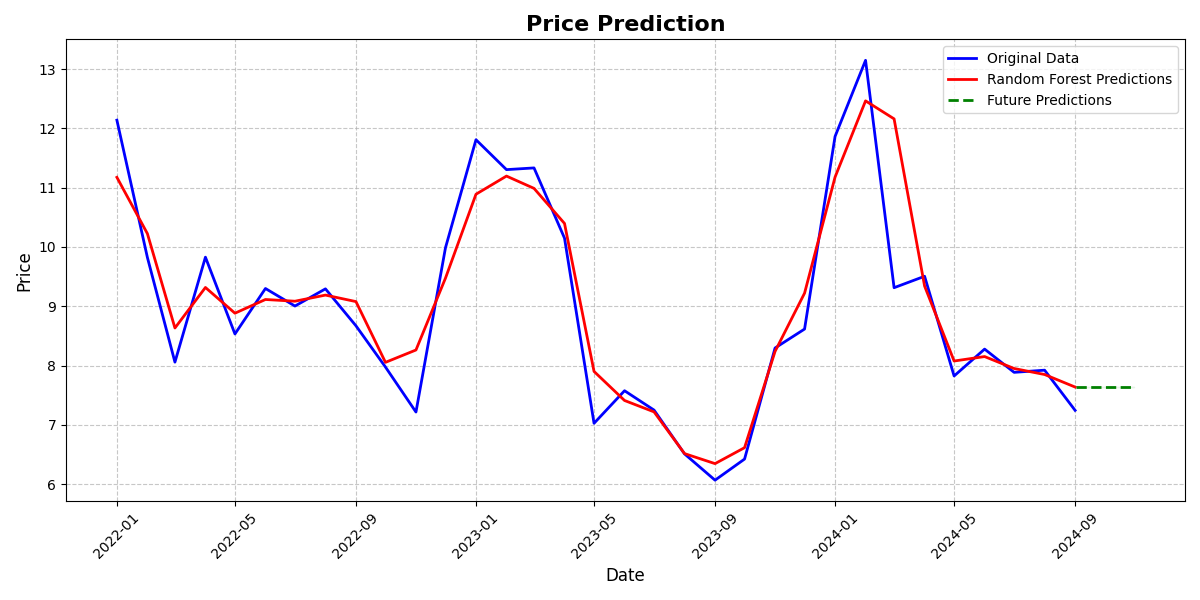 Price Prediction
Original Data
Random Forest Predictions
Future Predictions
Price
13
12
11
10
9
8
7
6
2022-01
2022-05
2022-09
2023-01
2023-05
2023-09
2024-01
2024-05
2024-09
Date